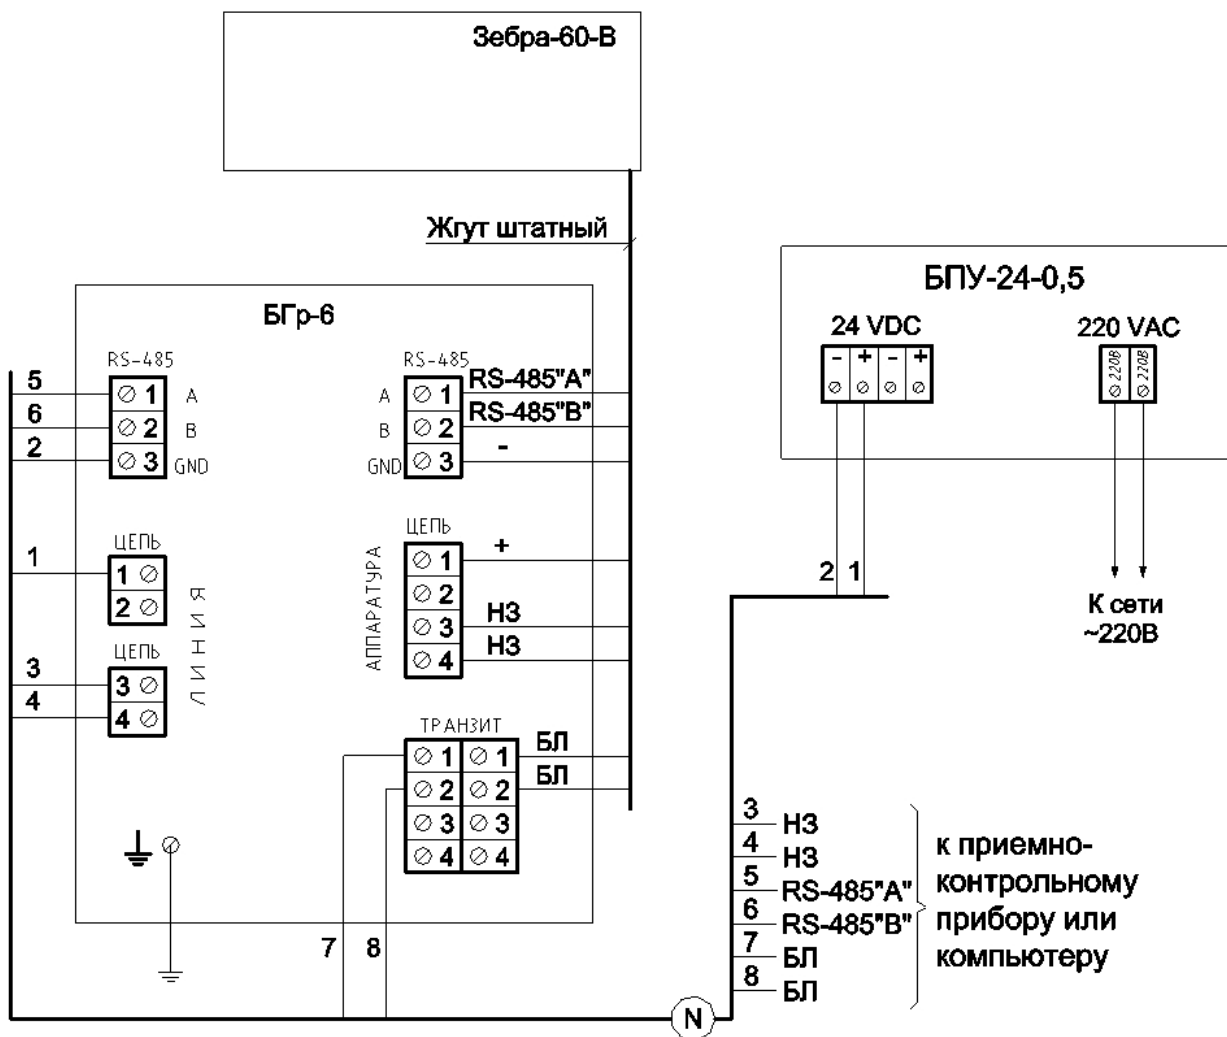 Зебра-60-В
Жгут штатный
БГр-6
RS-485
5
1
A
6
2
B
2
3
GND
ЦЕПЬ
1
1
2
ЛИНИЯ
ЦЕПЬ
3
3
4
4
RS-485
A
1
RS-485"A"
B
2
RS-485"B"
GND
3
-
АППАРАТУРА
ЦЕПЬ
1
+
2
3
НЗ
4
НЗ
ТРАНЗИТ
1 1
БЛ
2 2
БЛ
3 3
4 4
7 8
N
БПУ-24-0,5
24 VDC
- + - +
220 VAC
220В 220В
2 1
К сети
~220В
3 НЗ
4 НЗ
5 RS-485"A"
6 RS-485"B"
7 БЛ
8 БЛ
к приемно-
контрольному
прибору или
компьютеру